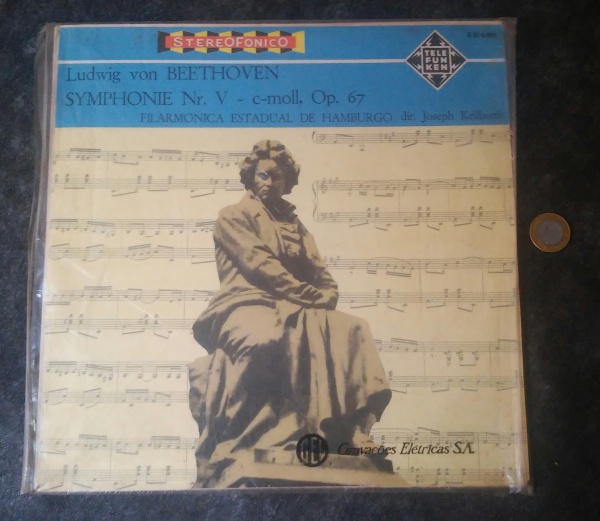 STEREOFONICO
TELE
FUN
KEN
Ludwig von BEETHOVEN
SYMPHONIE Nr. V - c-moll, Op. 67
FILARMONICA ESTADUAL DE HAMBURGO dir. Joseph Keilberth
Gravações Elétricas S.A.